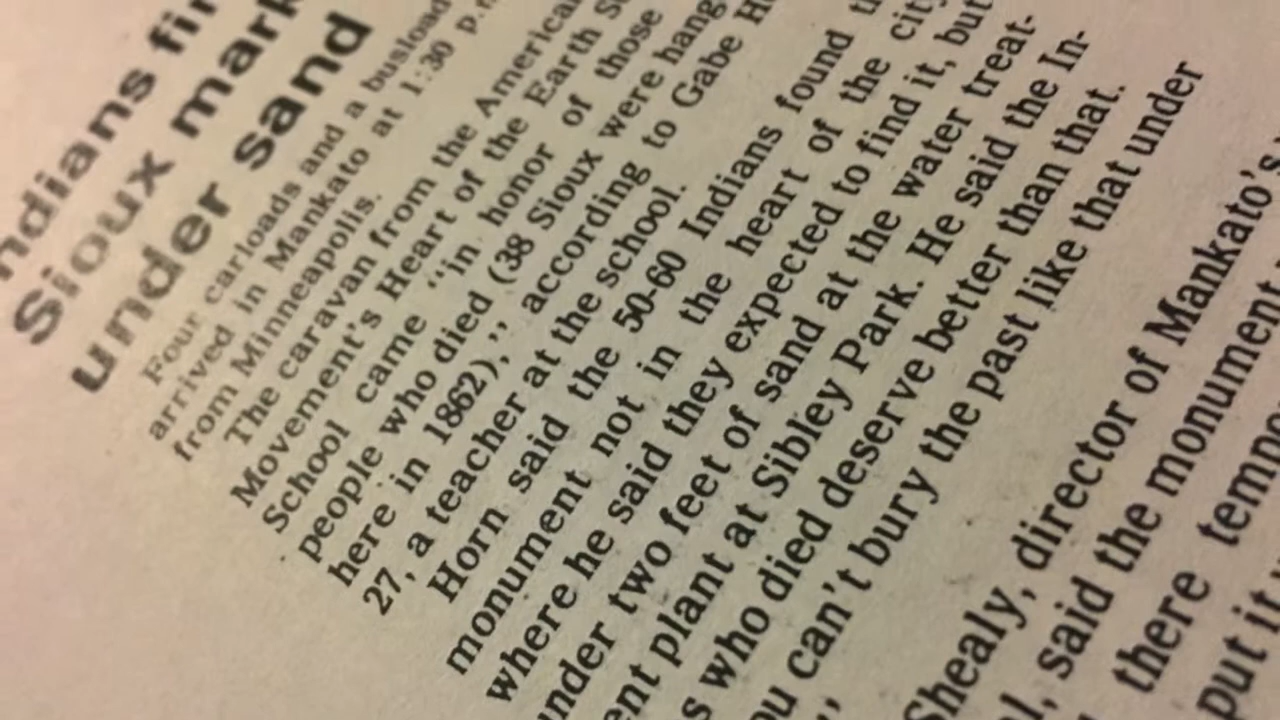 Indians fin
Sioux mark
under sand
Four carloads and a busload
arrived in Mankato at 1:30 p.m
from Minneapolis.
The caravan from the American
Movement's Heart of the Earth
School came "in honor of those
people who died (38 Sioux were hang
here in 1862)," according to Gabe
27, a teacher at the school.
Horn said the 50-60 Indians found
monument not in the heart of the city
where he said they expected to find it, but
under two feet of sand at the water treat-
ent plant at Sibley Park. He said the In-
s who died deserve better than that.
ou can't bury the past like that under
"
Shealy, director of Mankato's
l, said the monument
there tempo
put it